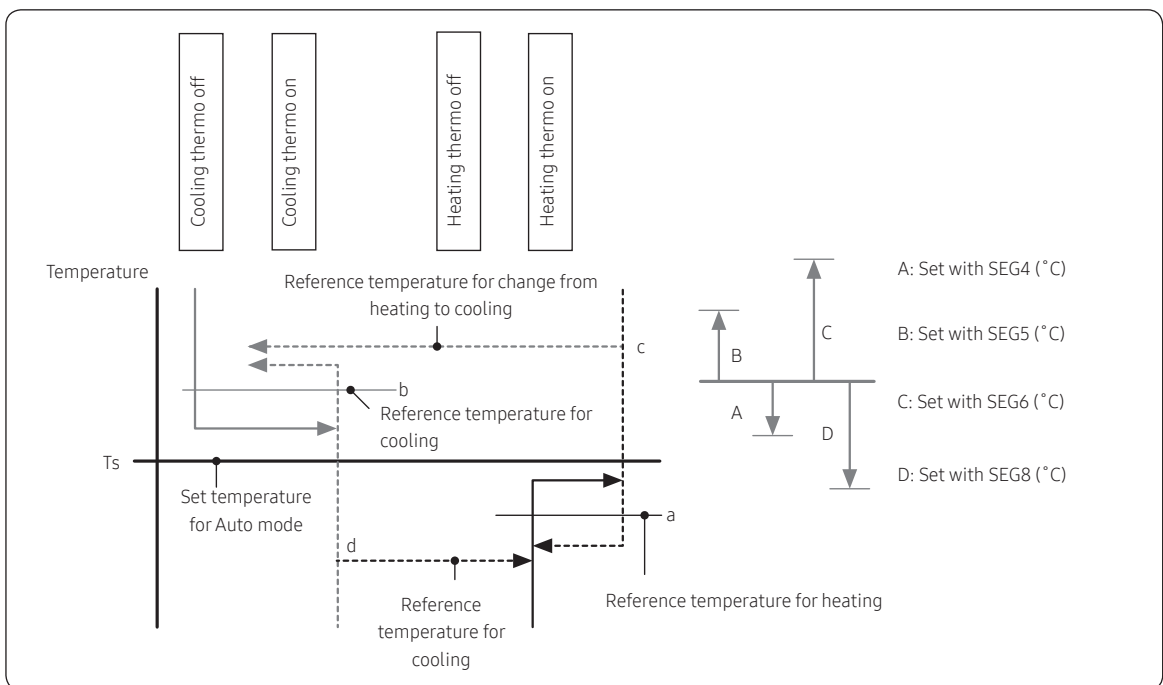 Cooling thermo off
Cooling thermo on
Heating thermo off
Heating thermo on
Temperature
Reference temperature for change from
heating to cooling
c
b
Reference temperature for
cooling
Ts
Set temperature
for Auto mode
a
d
Reference
temperature for
cooling
Reference temperature for heating
B
C
A
D
A: Set with SEG4 (˚C)
B: Set with SEG5 (˚C)
C: Set with SEG6 (˚C)
D: Set with SEG8 (˚C)